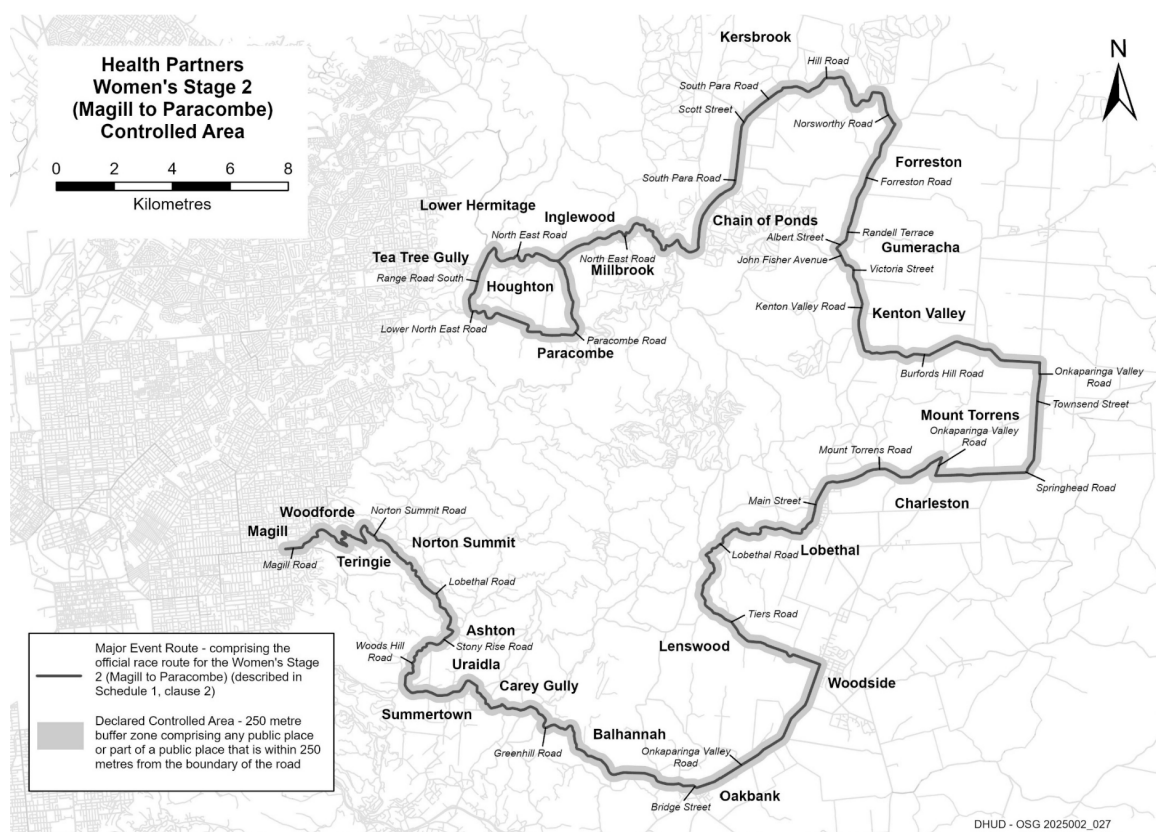 Health Partners
Women's Stage 2
(Magill to Paracombe)
Controlled Area
0 2 4 6 8
Kilometres
N
Kersbrook
Hill Road
South Para Road
Scott Street
Norsworthy Road
Forreston
South Para Road
Forreston Road
Lower Hermitage
Inglewood
Chain of Ponds
North East Road
Albert Street
Randell Terrace
Gumeracha
Tea Tree Gully
North East Road
John Fisher Avenue
Millbrook
Victoria Street
Range Road South
Houghton
Kenton Valley Road
Kenton Valley
Lower North East Road
Paracombe Road
Paracombe
Burfords Hill Road
Onkaparinga Valley
Road
Townsend Street
Mount Torrens
Onkaparinga Valley
Road
Mount Torrens Road
Springhead Road
Main Street
Charleston
Woodforde
Norton Summit Road
Magill
Norton Summit
Lobethal
Lobethal Road
Teringie
Magill Road
Lobethal Road
Tiers Road
Ashton
Stony Rise Road
Woods Hill
Road
Lenswood
Uraidla
Woodside
Carey Gully
Summertown
Balhannah
Greenhill Road
Onkaparinga Valley
Road
Oakbank
Bridge Street
Major Event Route - comprising the
official race route for the Women's Stage
2 (Magill to Paracombe) (described in
Schedule 1, clause 2)
Declared Controlled Area - 250 metre
buffer zone comprising any public place
or part of a public place that is within 250
metres from the boundary of the road
DHUD - OSG 2025002_027